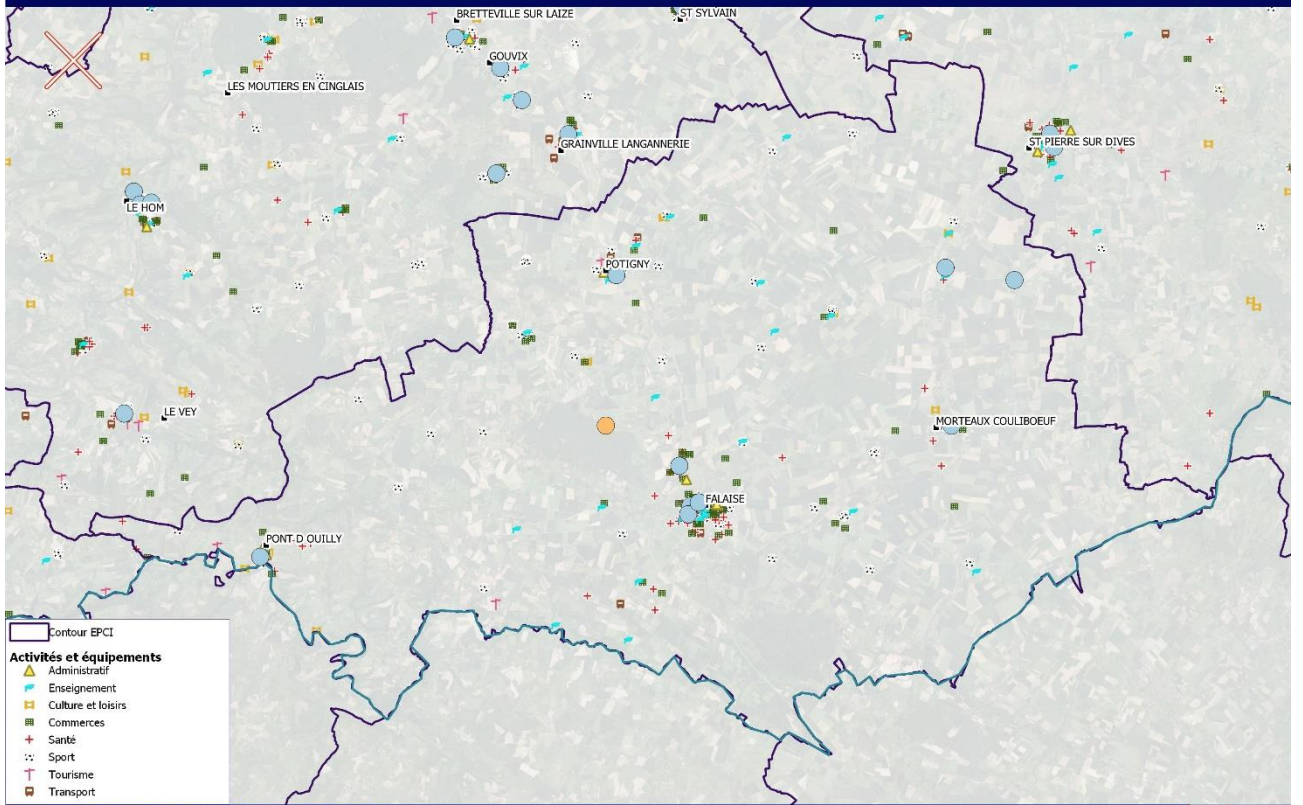 BRETTEVILLE SUR LAIZE
ST SYLVAIN
GOUVIX
LES MOUTIERS EN CINGLAIS
GRAINVILLE LANGANNERIE
ST PIERRE SUR DIVES
LE HOM
POTIGNY
LE VEY
MORTEAUX COULIBOEUF
FALAISE
PONT D OUILLY
Contour EPCI
Activités et équipements
Administratif
Enseignement
Culture et loisirs
Commerces
Santé
Sport
Tourisme
Transport